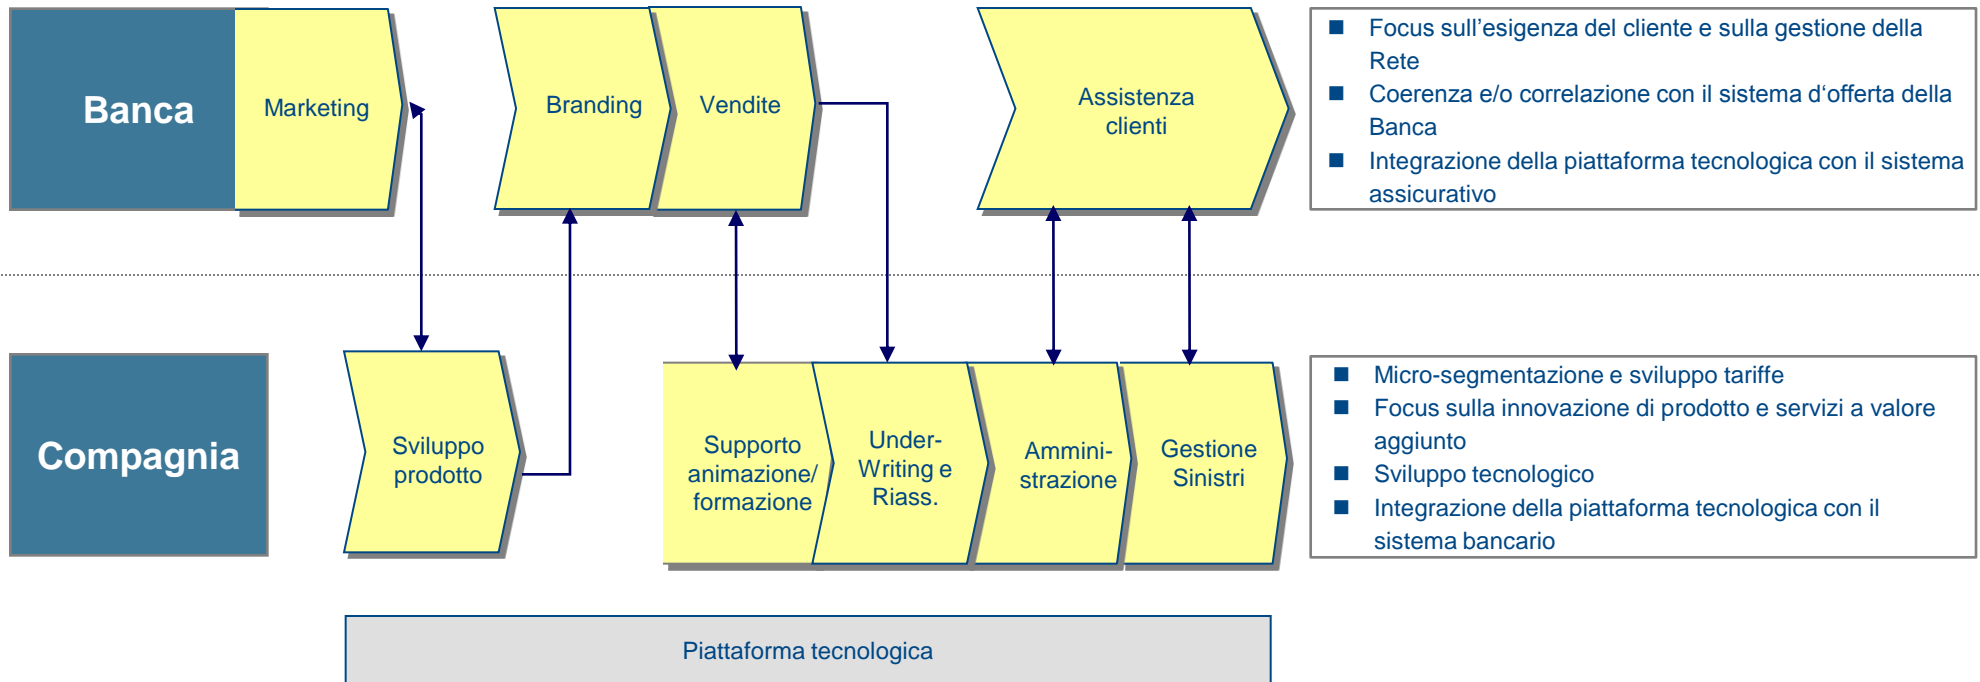 Banca
Marketing
Branding
Vendite
Assistenza
clienti
■ Focus sull'esigenza del cliente e sulla gestione della
Rete
■ Coerenza e/o correlazione con il sistema d‘offerta della
Banca
■ Integrazione della piattaforma tecnologica con il sistema
assicurativo
Compagnia
Sviluppo
prodotto
Supporto
animazione/
formazione
Under-
Writing e
Riass.
Ammini-
strazione
Gestione
Sinistri
■ Micro-segmentazione e sviluppo tariffe
■ Focus sulla innovazione di prodotto e servizi a valore
aggiunto
■ Sviluppo tecnologico
■ Integrazione della piattaforma tecnologica con il
sistema bancario
Piattaforma tecnologica